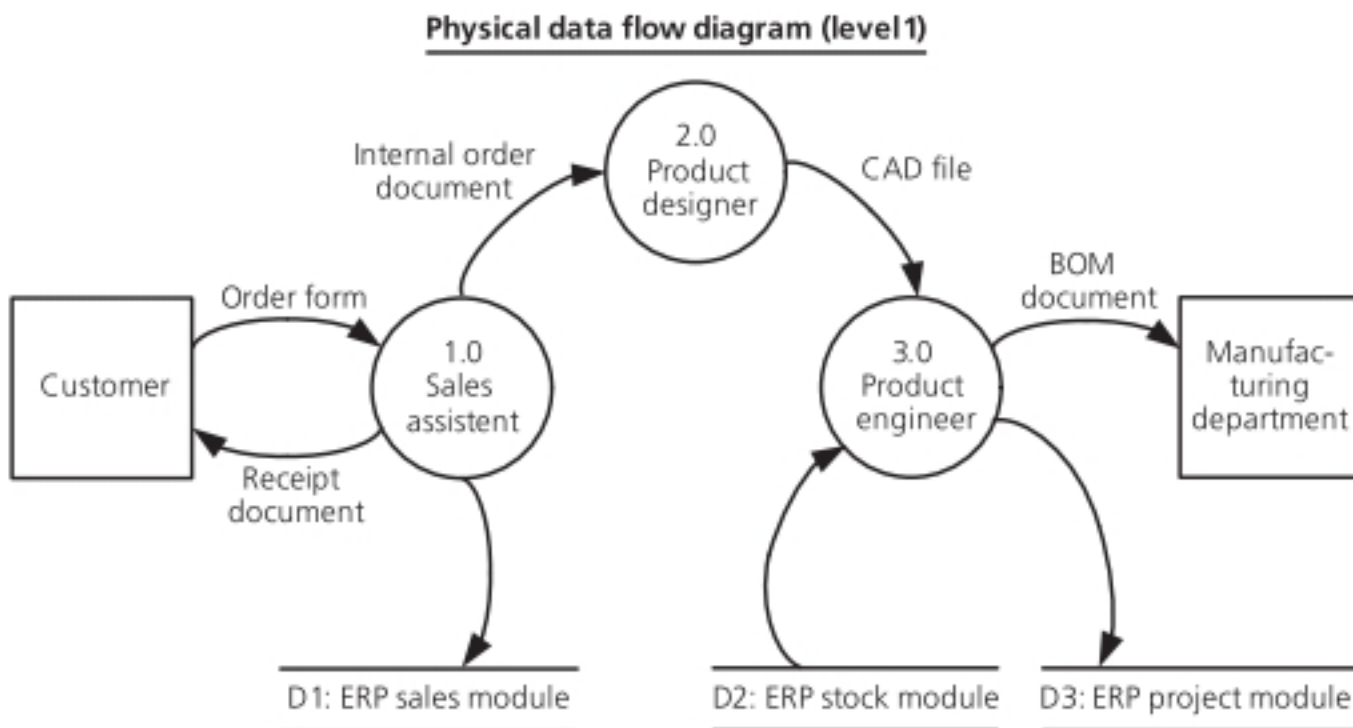 Physical data flow diagram (level 1)
2.0
Product
designer
Internal order
document
CAD file
Order form
BOM
document
Customer
1.0
Sales
assistent
3.0
Product
engineer
Manufac-
turing
department
Receipt
document
D1: ERP sales module
D2: ERP stock module
D3: ERP project module